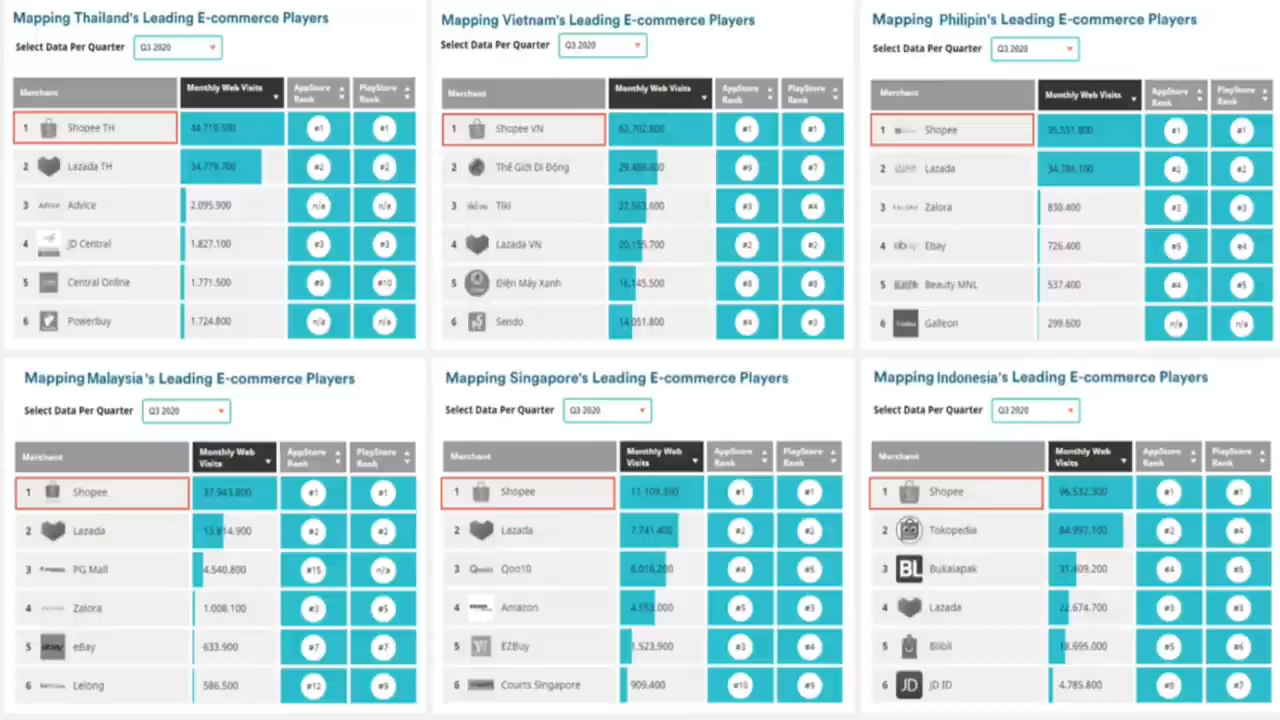 Mapping Thailand's Leading E-commerce Players
Select Data Per Quarter Q3 2020
Merchant Monthly Web Visits AppStore Rank PlayStore Rank
1 Shopee TH 44.710.500 #1 #1
2 Lazada TH 34.779.700 #2 #2
3 Advice 2.095.900 n/a n/a
4 JD Central 1.827.100 #3 #3
5 Central Online 1.771.500 #9 #10
6 Powerbuy 1.724.800 n/a n/a
Mapping Vietnam's Leading E-commerce Players
Select Data Per Quarter Q3 2020
Merchant Monthly Web Visits AppStore Rank PlayStore Rank
1 Shopee VN 62.702.800 #1 #1
2 Thế Giới Di Động #7
3 Tiki #3 #4
4 Lazada VN 20.155.700 #2 #2
5 Điện Máy Xanh 16.145.500 #8 #8
6 Sendo 14.051.800 #4 #3
Mapping Philipin's Leading E-commerce Players
Select Data Per Quarter Q3 2020
Merchant Monthly Web Visits AppStore Rank PlayStore Rank
1 Shopee #1 #1
2 Lazada 34.786.100 #2 #2
3 ZALORA Zalora 830.400 #3 #3
4 ebay Ebay 726.400 #5 #4
5 Beauty MNL 537.400 #4 #5
6 Galleon 299.600 n/a n/a
Mapping Malaysia's Leading E-commerce Players
Select Data Per Quarter Q3 2020
Merchant Monthly Web Visits AppStore Rank PlayStore Rank
1 Shopee 37.943.800 #1 #1
2 Lazada 13.814.900 #2 #2
3 PG Mall 4.540.800 #15 n/a
4 Zalora 1.008.100 #3 #5
5 ebay eBay 633.900 #7 #7
6 Lelong 586.500 #12 #9
Mapping Singapore's Leading E-commerce Players
Select Data Per Quarter Q3 2020
Merchant Monthly Web Visits AppStore Rank PlayStore Rank
1 Shopee #1 #1
2 Lazada 7.741.400 #2 #2
3 Qoo10 6.016.200 #4 #5
4 Amazon #5 #3
5 EZBuy 1.523.900 #3 #4
6 Courts Singapore 909.400 #10 #9
Mapping Indonesia's Leading E-commerce Players
Select Data Per Quarter Q3 2020
Merchant Monthly Web Visits AppStore Rank PlayStore Rank
1 Shopee 96.532.300 #1 #1
2 Tokopedia 84.997.100 #2 #4
3 BL Bukalapak #4 #5
4 Lazada 22.674.700 #3 #3
5 Blibli 18.695.000 #5 #6
6 JD JD ID 4.785.800 #7